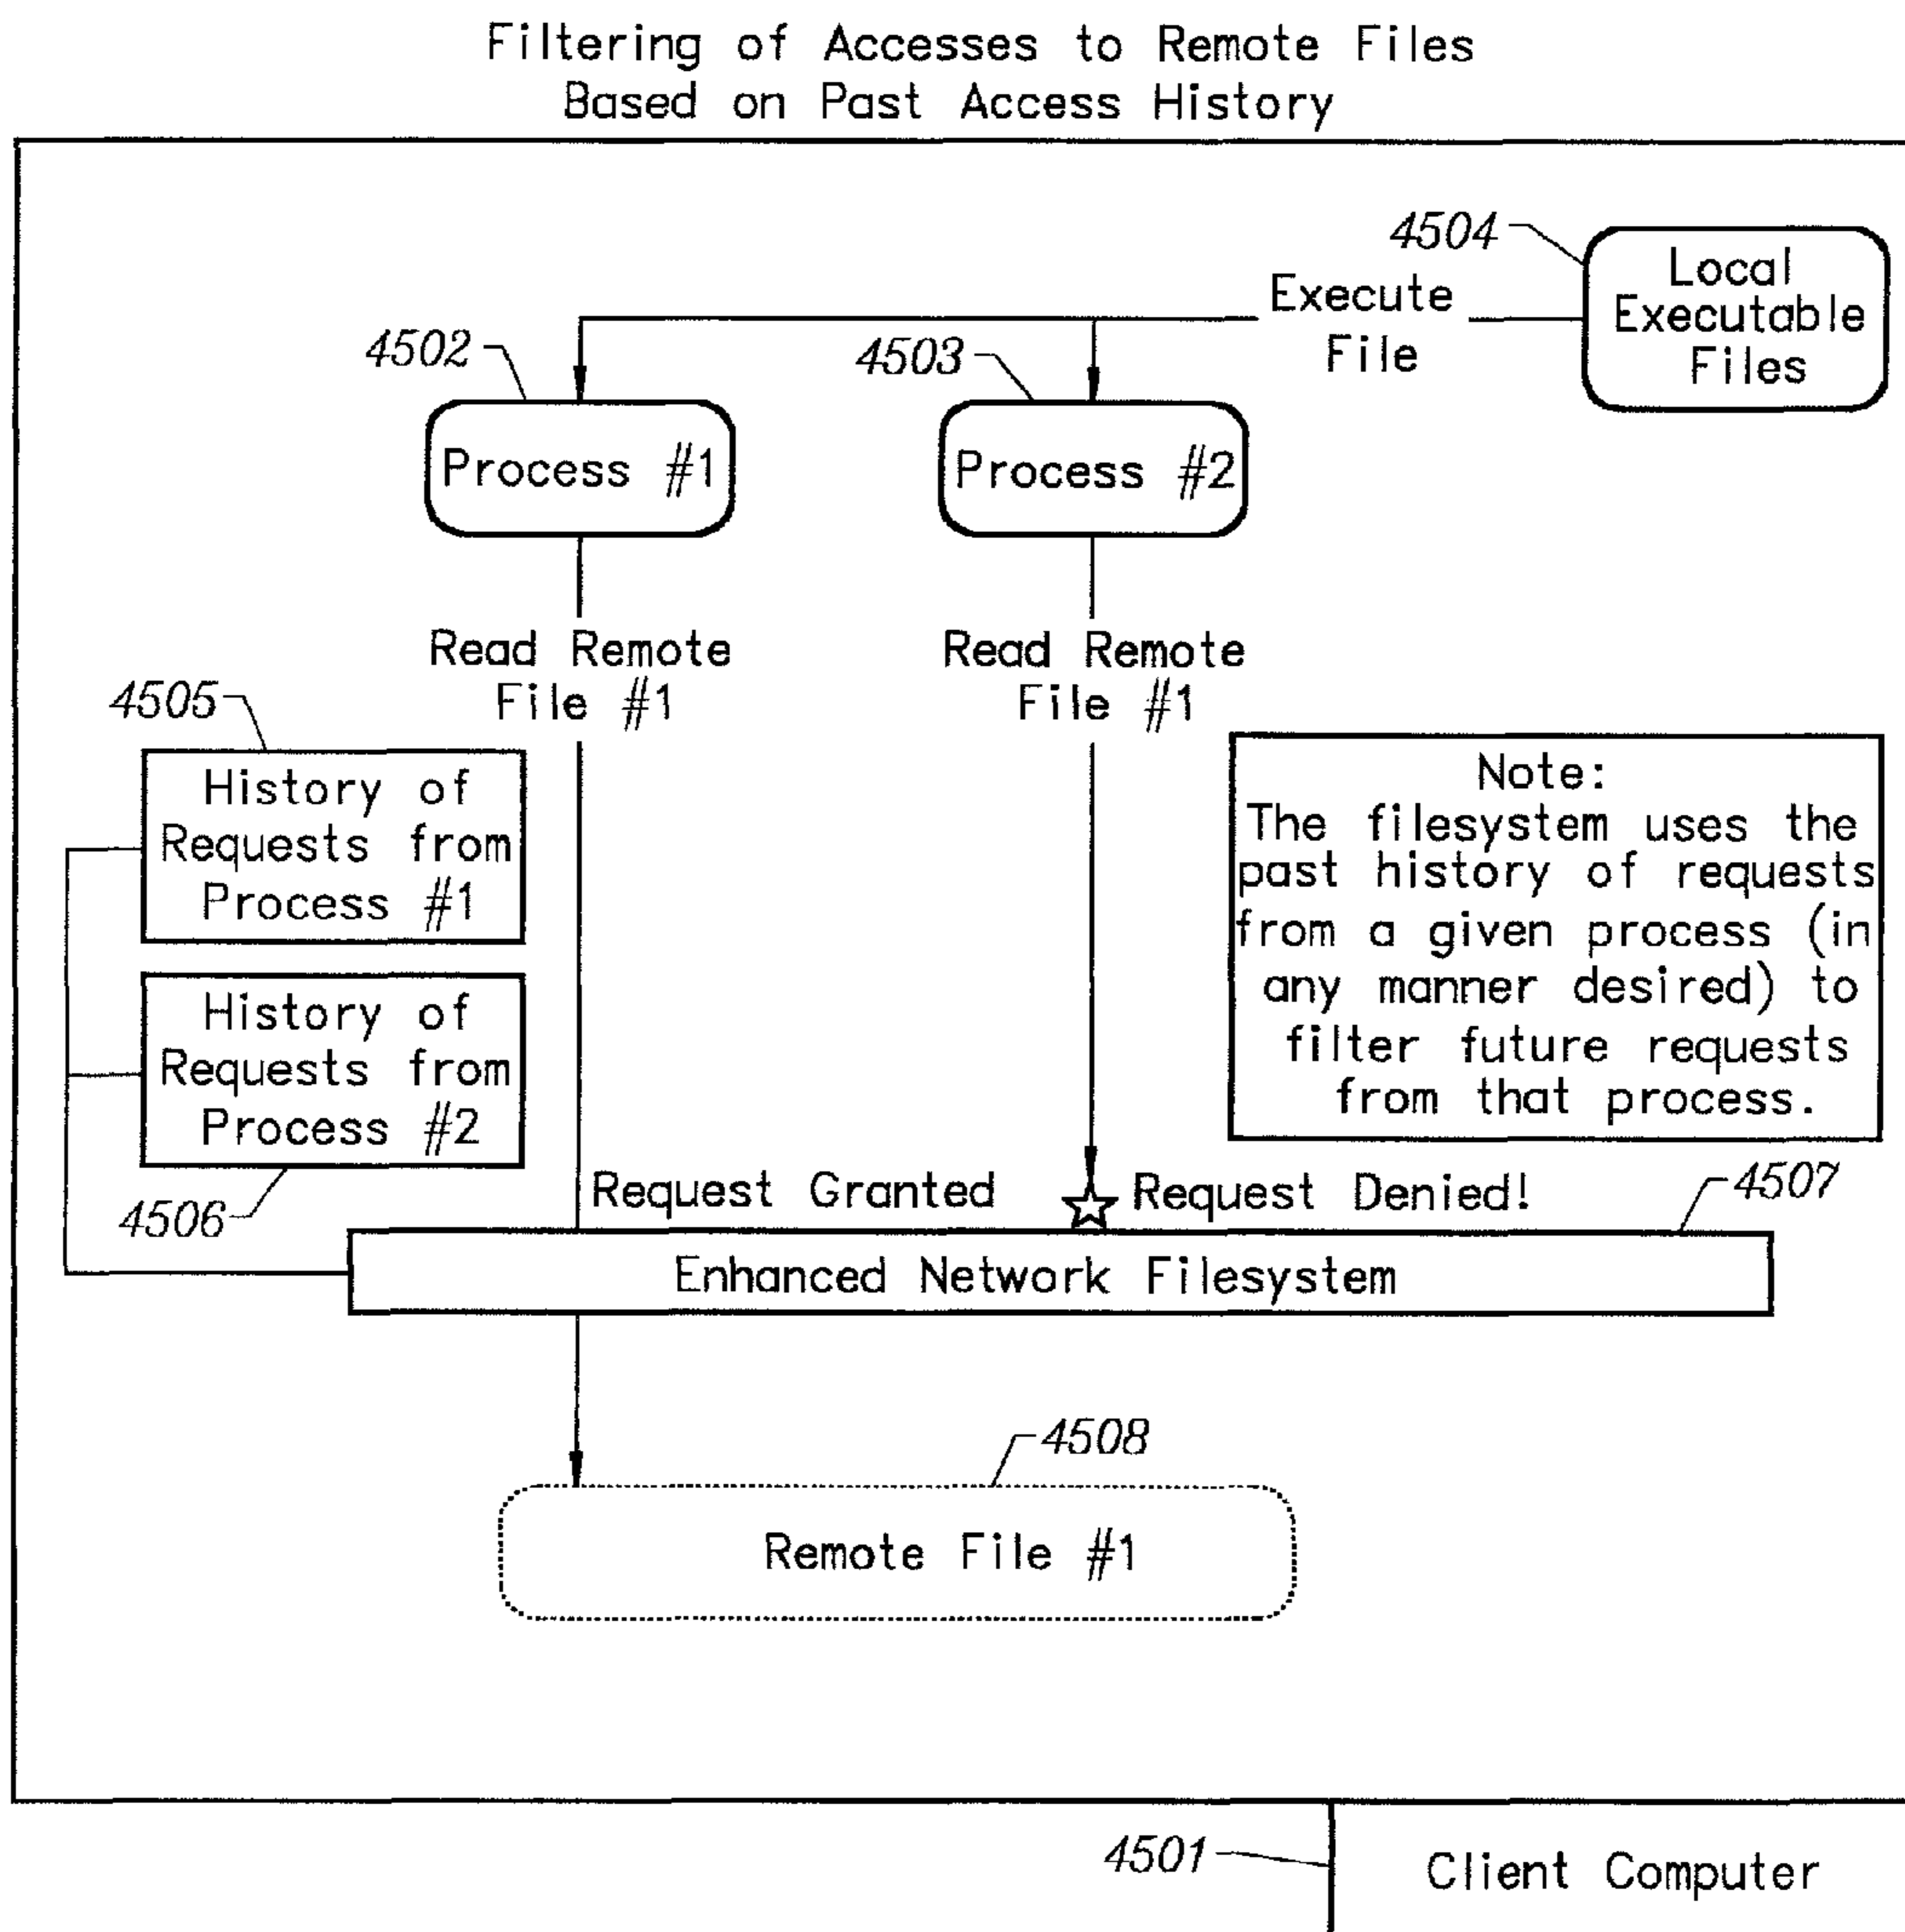 Filtering of Accesses to Remote Files
Based on Past Access History
4504
Local
Executable
Files
Execute
File
4502
4503
Process #1
Process #2
Read Remote
File #1
Read Remote
File #1
4505
History of
Requests from
Process #1
History of
Requests from
Process #2
4506
Note:
The filesystem uses the
past history of requests
from a given process (in
any manner desired) to
filter future requests
from that process.
Request Granted
Request Denied!
4507
Enhanced Network Filesystem
4508
Remote File #1
4501
Client Computer